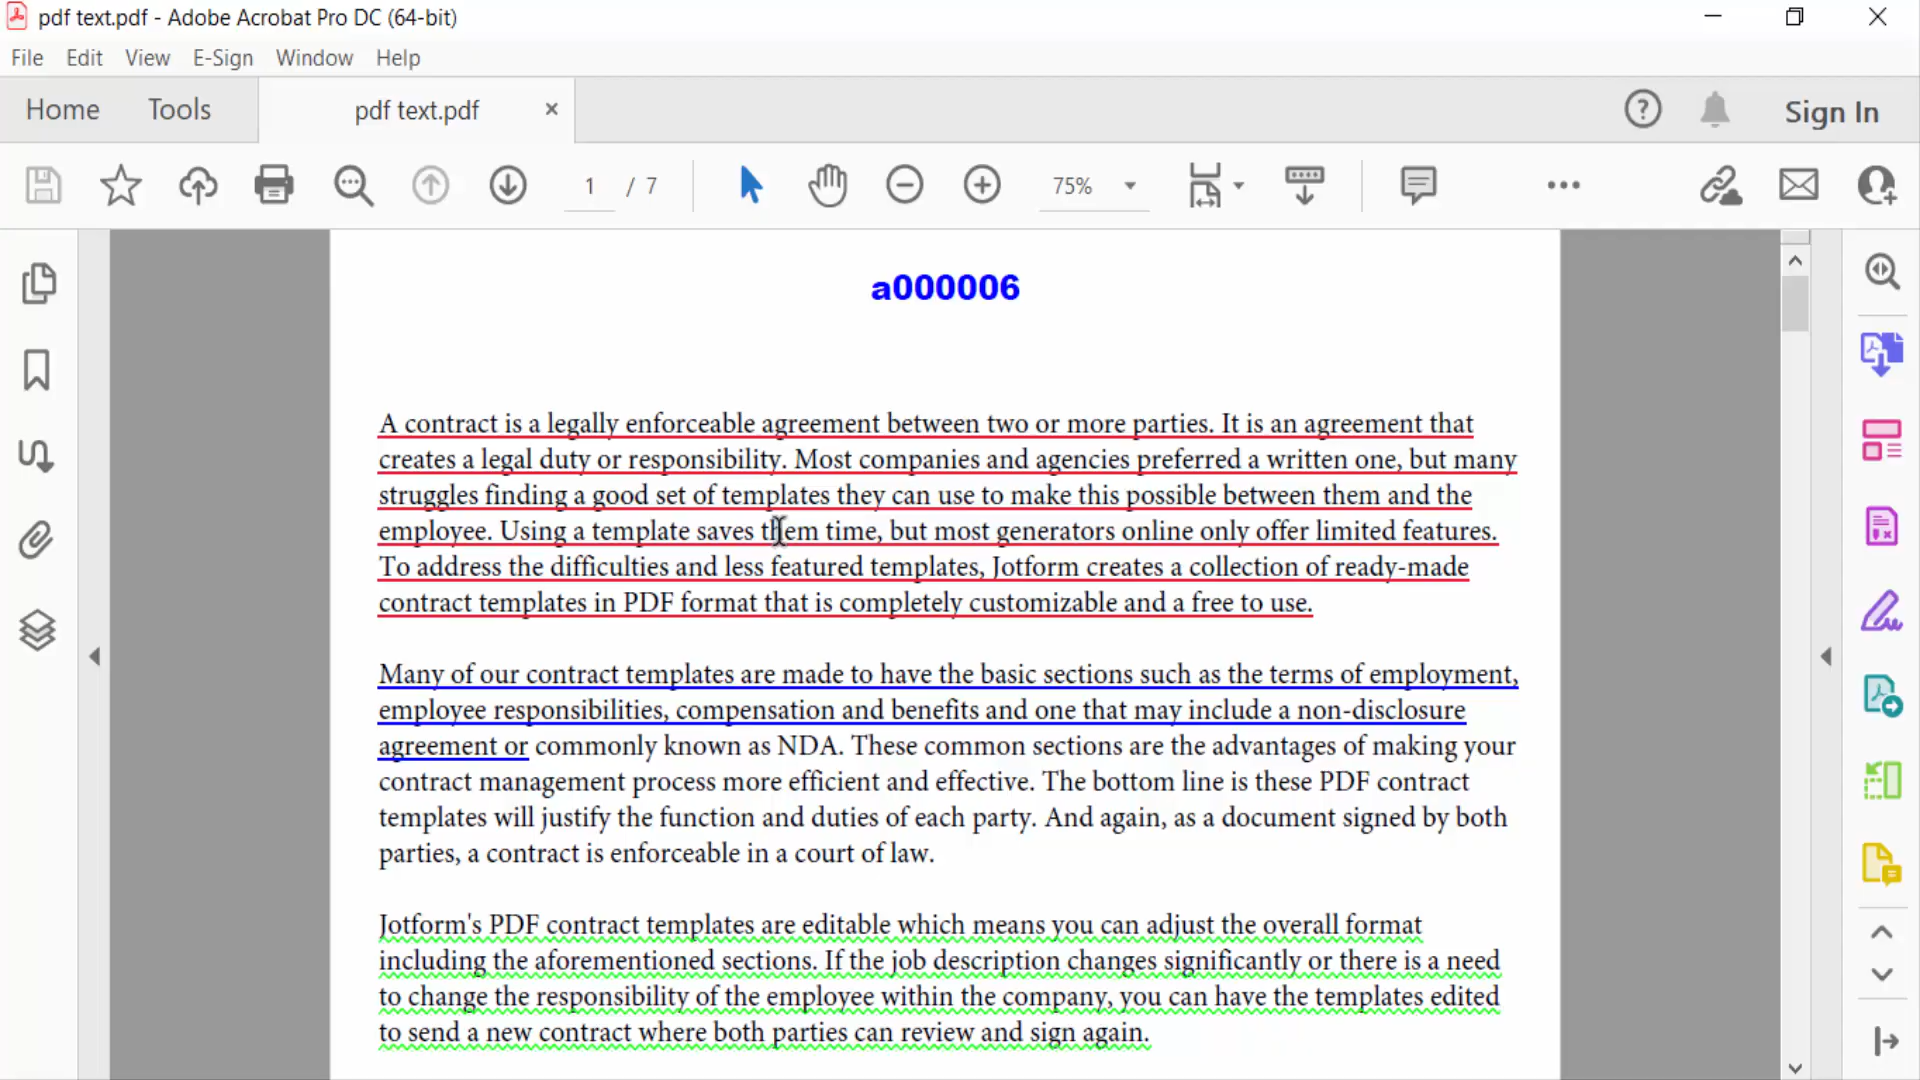 pdf text.pdf - Adobe Acrobat Pro DC (64-bit)
File Edit View E-Sign Window Help
Home Tools pdf text.pdf × Sign In
1 / 7 75%
a000006
A contract is a legally enforceable agreement between two or more parties. It is an agreement that
creates a legal duty or responsibility. Most companies and agencies preferred a written one, but many
struggles finding a good set of templates they can use to make this possible between them and the
employee. Using a template saves them time, but most generators online only offer limited features.
To address the difficulties and less featured templates, Jotform creates a collection of ready-made
contract templates in PDF format that is completely customizable and a free to use.
Many of our contract templates are made to have the basic sections such as the terms of employment,
employee responsibilities, compensation and benefits and one that may include a non-disclosure
agreement or commonly known as NDA. These common sections are the advantages of making your
contract management process more efficient and effective. The bottom line is these PDF contract
templates will justify the function and duties of each party. And again, as a document signed by both
parties, a contract is enforceable in a court of law.
Jotform's PDF contract templates are editable which means you can adjust the overall format
including the aforementioned sections. If the job description changes significantly or there is a need
to change the responsibility of the employee within the company, you can have the templates edited
to send a new contract where both parties can review and sign again.